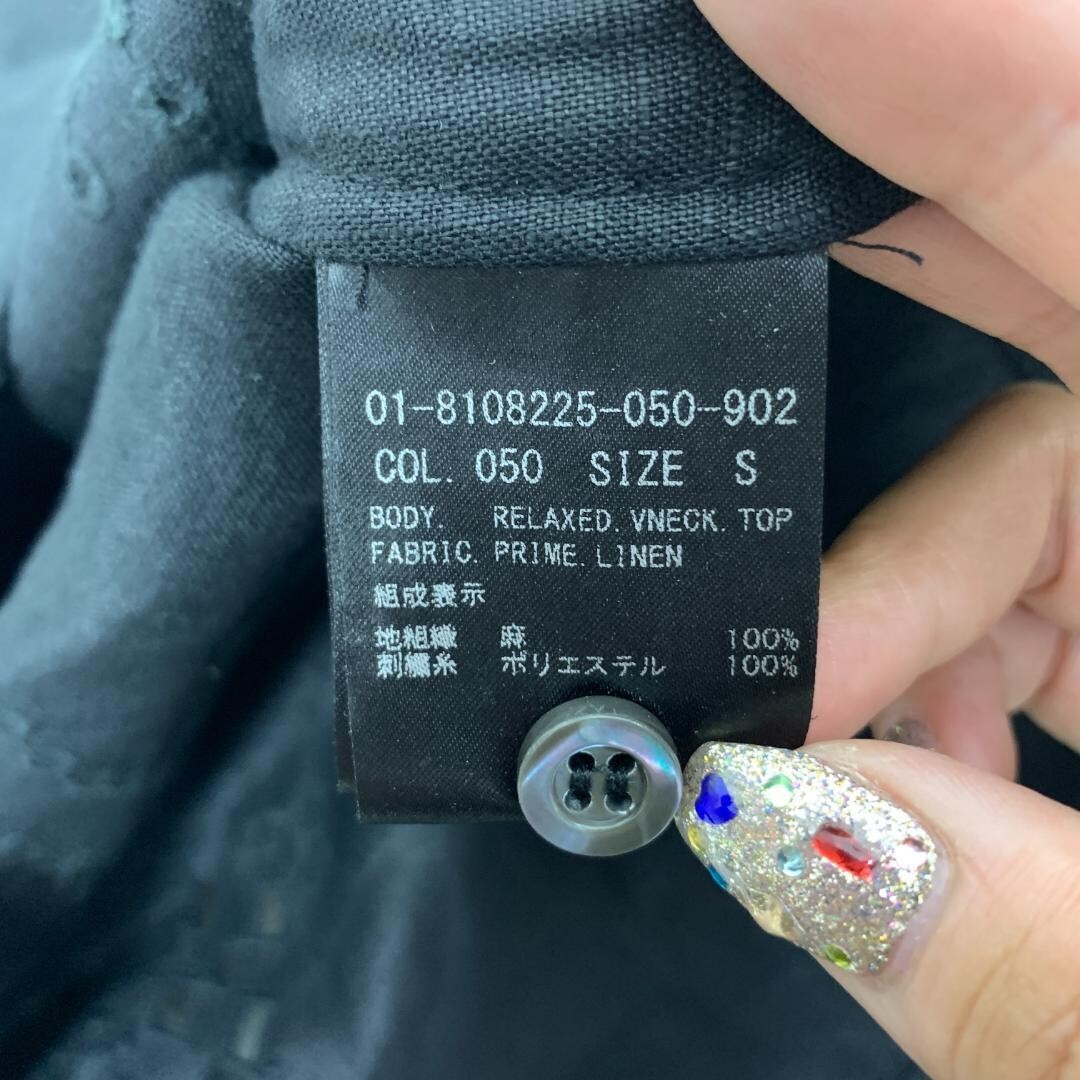 01-8108225-050-902
COL. 050 SIZE S
BODY. RELAXED. VNECK. TOP
FABRIC. PRIME. LINEN
組成表示
地組織 麻 100%
刺繍糸 ポリエステル 100%